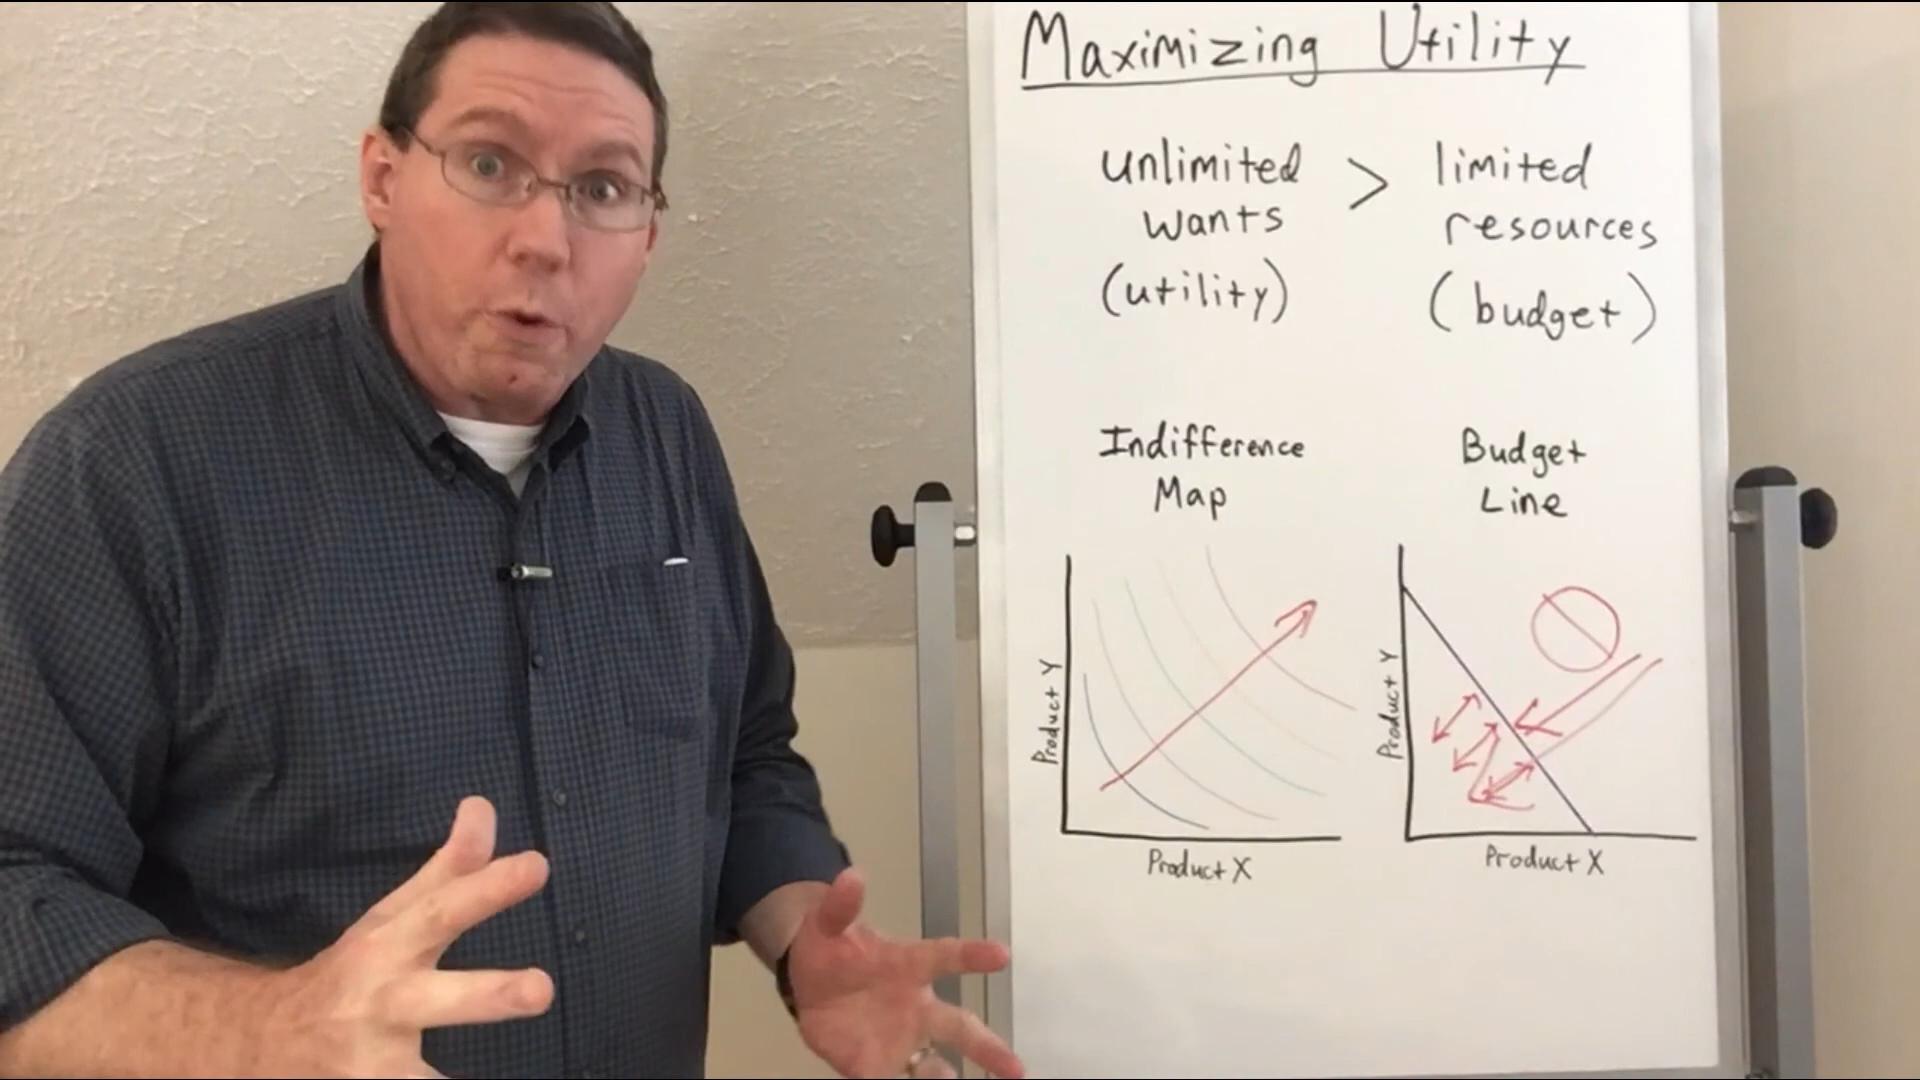 Maximizing Utility
unlimited wants > limited resources
(utility) (budget)
Indifference Map
Budget Line
Product Y
Product X
Product Y
Product X